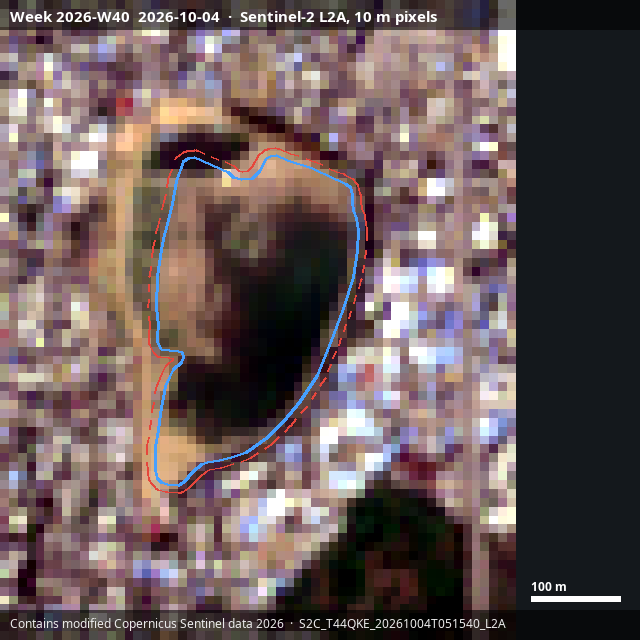 Week 2026-W40 2026-10-04 · Sentinel-2 L2A, 10 m pixels
100 m
Contains modified Copernicus Sentinel data 2026 · S2C_T44QKE_20261004T051540_L2A